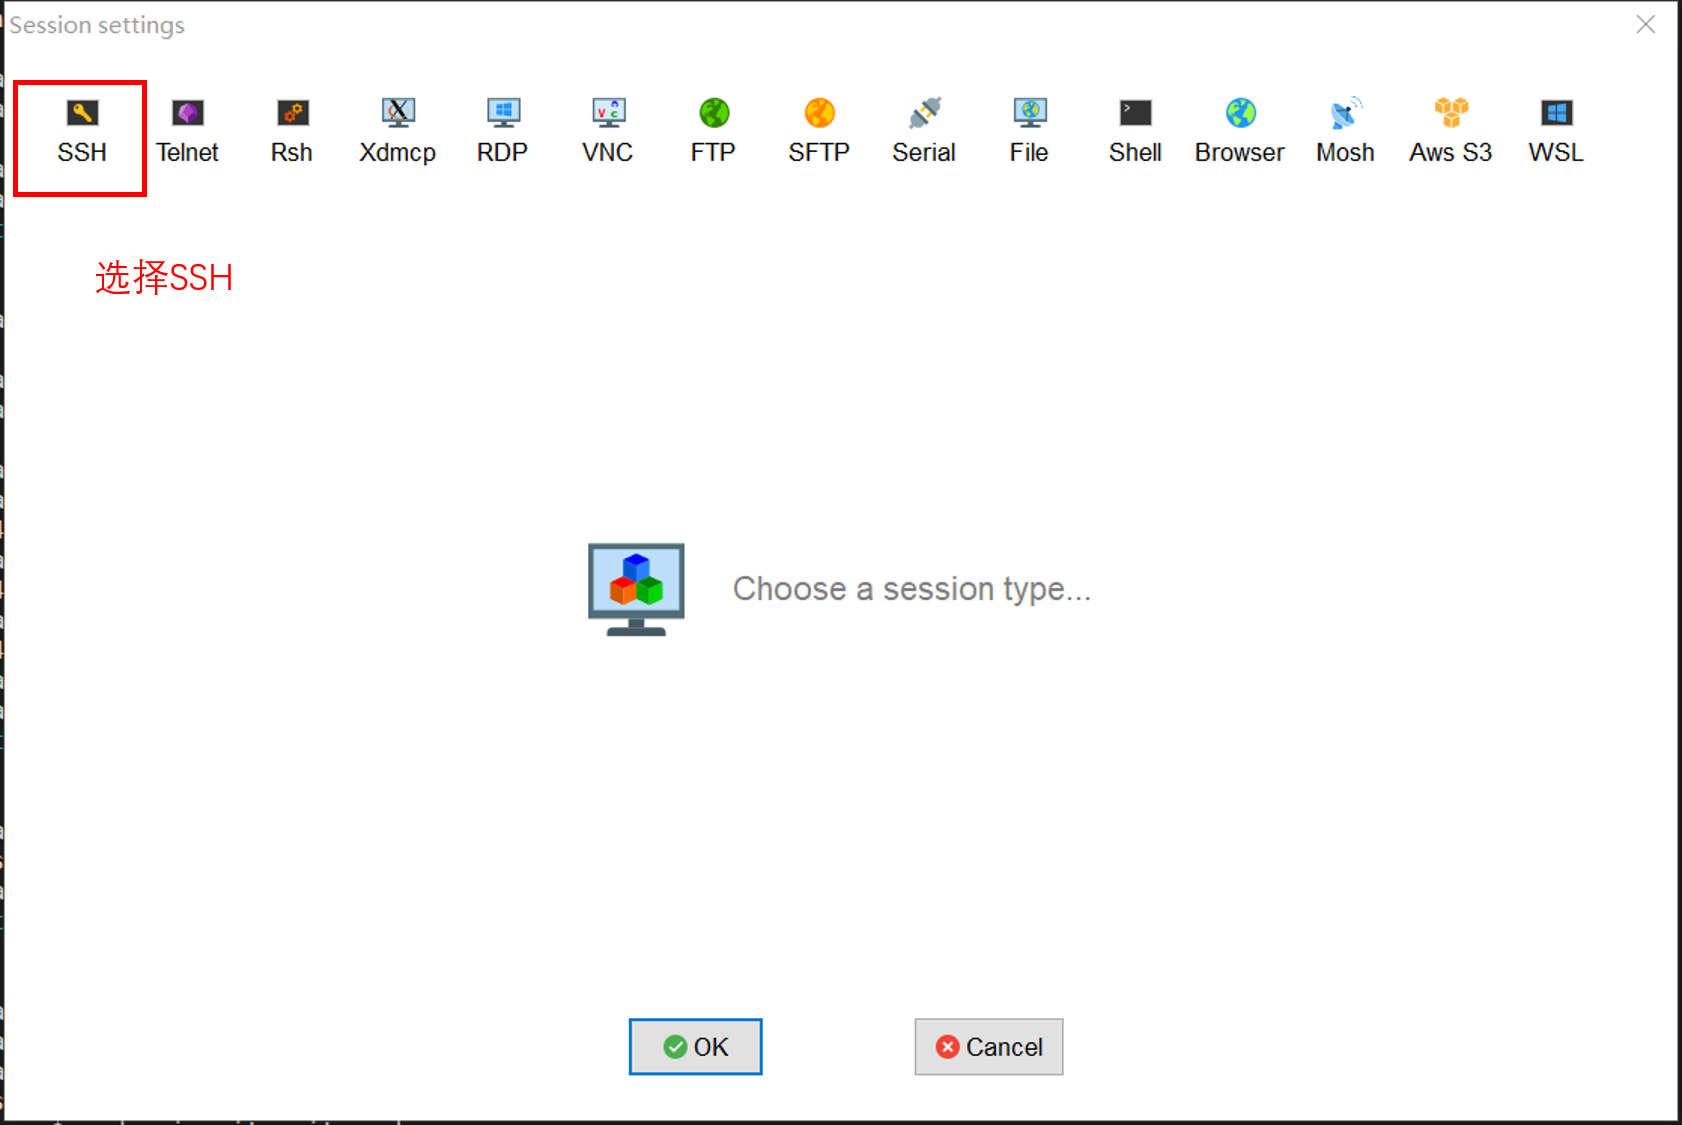 Session settings
SSH Telnet Rsh Xdmcp RDP VNC FTP SFTP Serial File Shell Browser Mosh Aws S3 WSL
选择SSH
Choose a session type...
OK Cancel